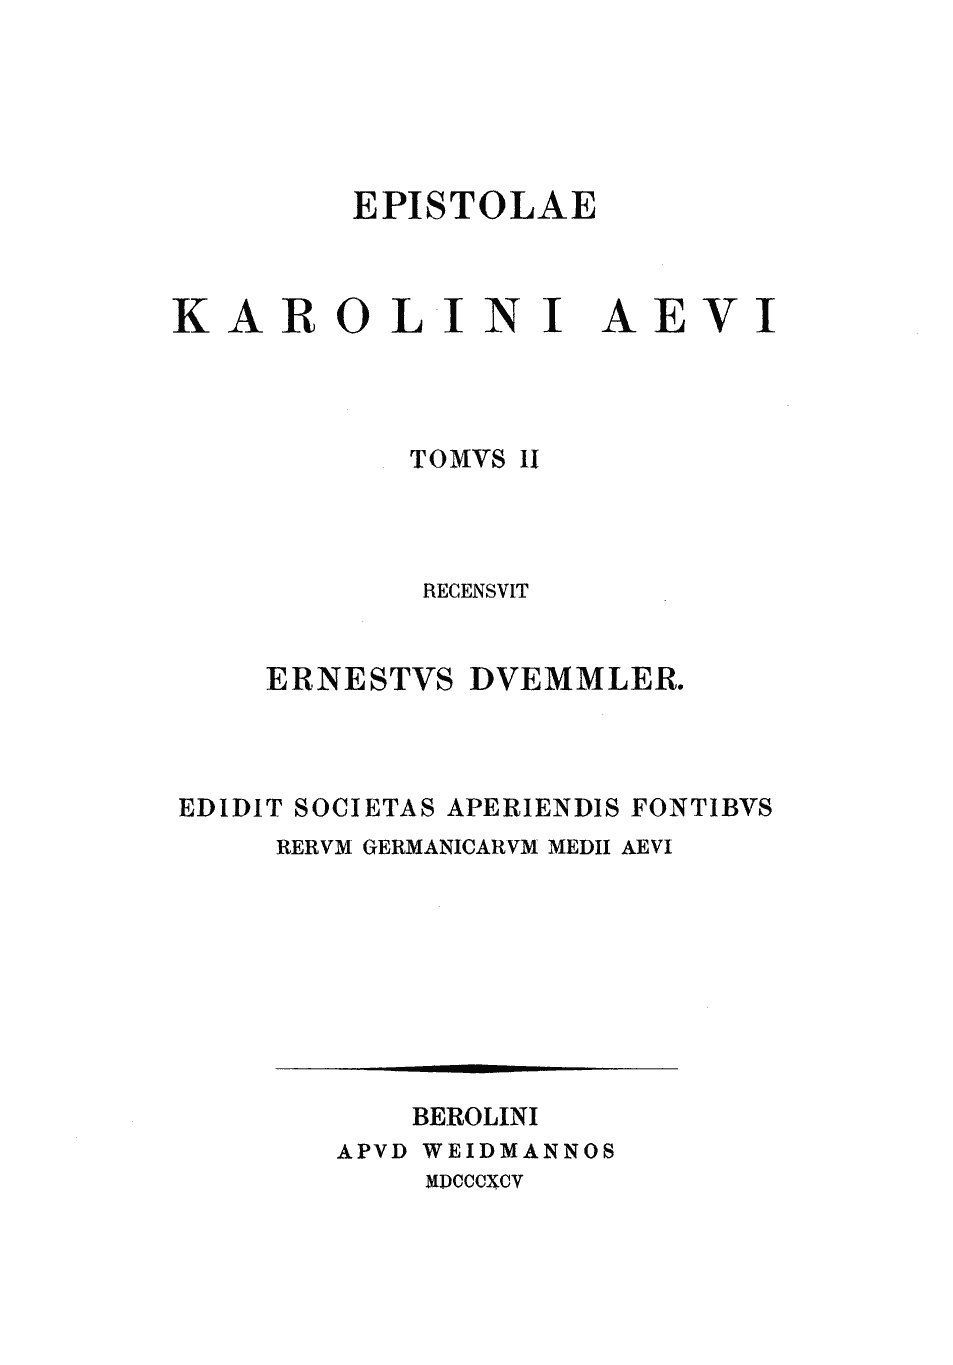 EPISTOLAE
KAROLINI AEVI
TOMVS II
RECENSVIT
ERNESTVS DVEMMLER.
EDIDIT SOCIETAS APERIENDIS FONTIBVS
RERVM GERMANICARVM MEDII AEVI
BEROLINI
APVD WEIDMANNOS
MDCCCXCV